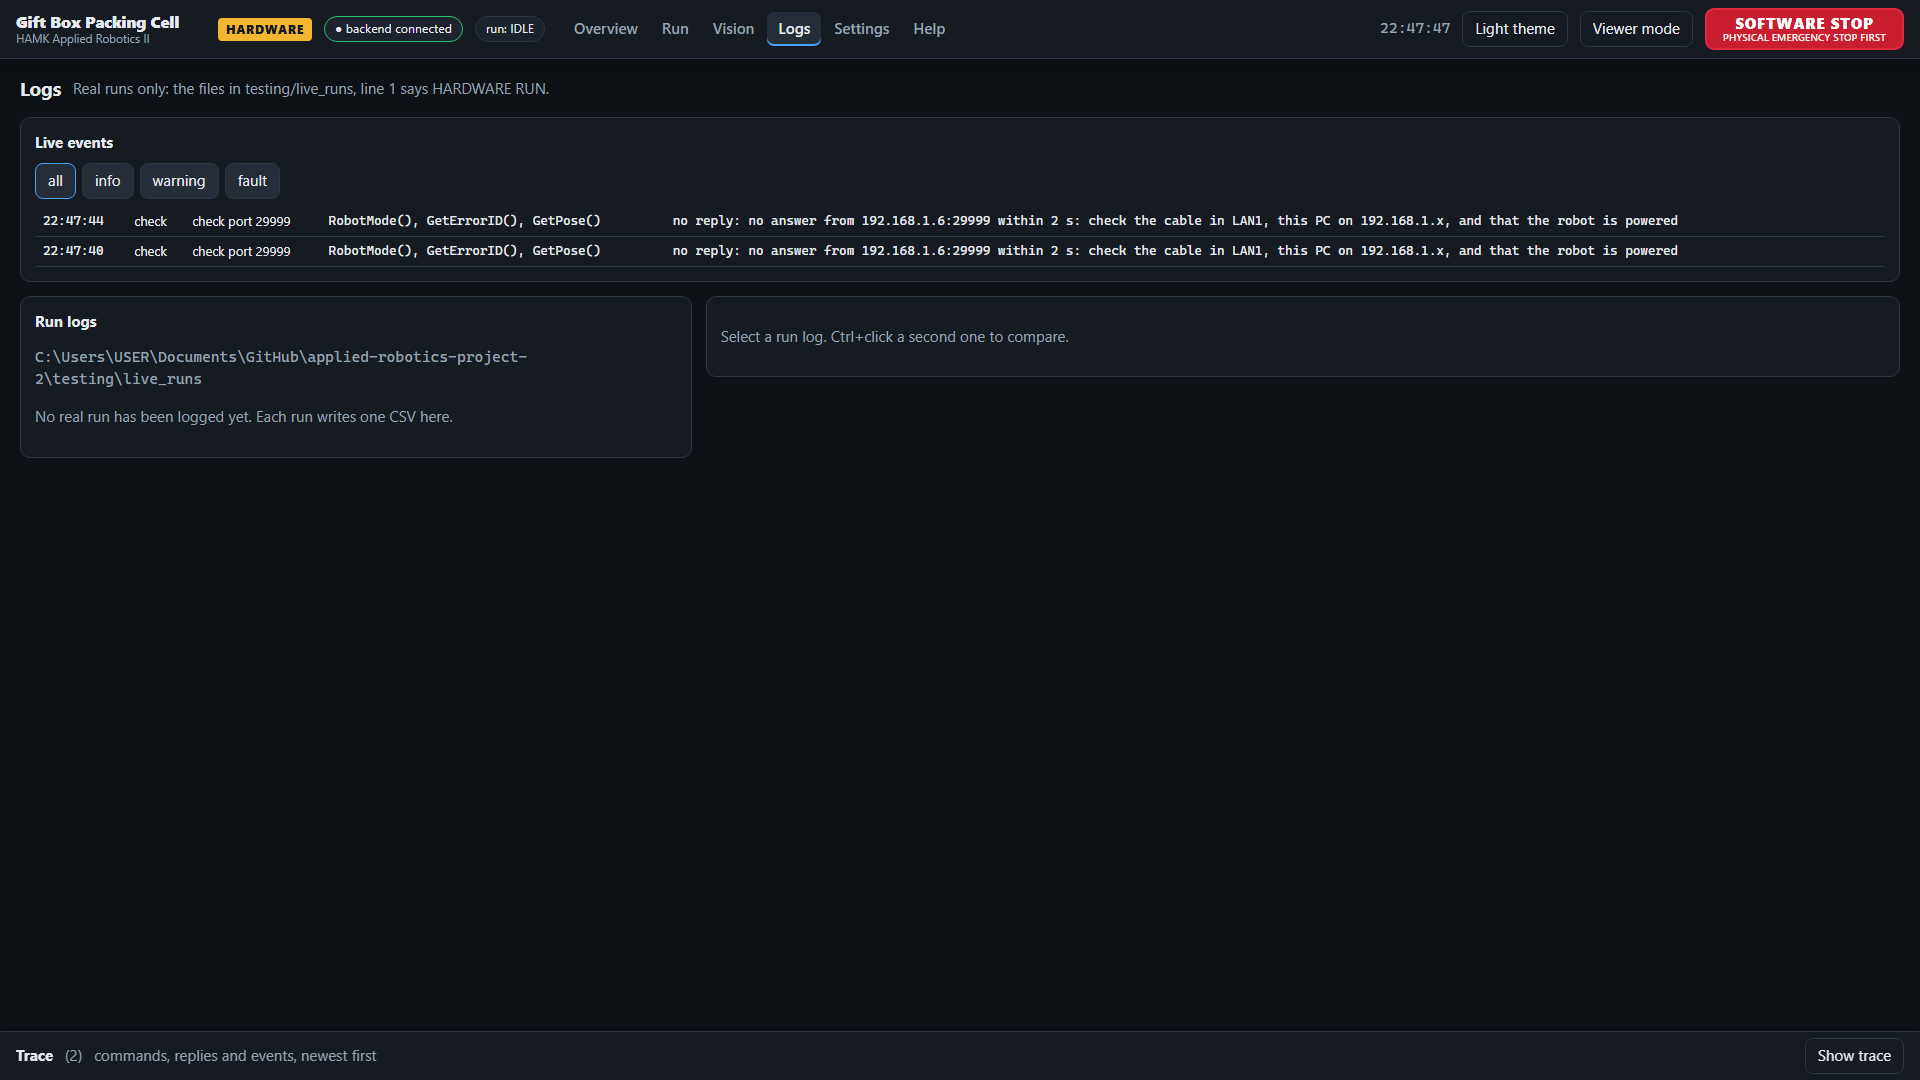 Gift Box Packing Cell
HAMK Applied Robotics II
HARDWARE
backend connected
run: IDLE
Overview
Run
Vision
Logs
Settings
Help
22:47:47
Light theme
Viewer mode
SOFTWARE STOP
PHYSICAL EMERGENCY STOP FIRST
Logs Real runs only: the files in testing/live_runs, line 1 says HARDWARE RUN.
Live events
all info warning fault
22:47:44 check check port 29999 RobotMode(), GetErrorID(), GetPose() no reply: no answer from 192.168.1.6:29999 within 2 s: check the cable in LAN1, this PC on 192.168.1.x, and that the robot is powered
22:47:40 check check port 29999 RobotMode(), GetErrorID(), GetPose() no reply: no answer from 192.168.1.6:29999 within 2 s: check the cable in LAN1, this PC on 192.168.1.x, and that the robot is powered
Run logs
C:\Users\USER\Documents\GitHub\applied-robotics-project-
2\testing\live_runs
No real run has been logged yet. Each run writes one CSV here.
Select a run log. Ctrl+click a second one to compare.
Trace (2) commands, replies and events, newest first
Show trace